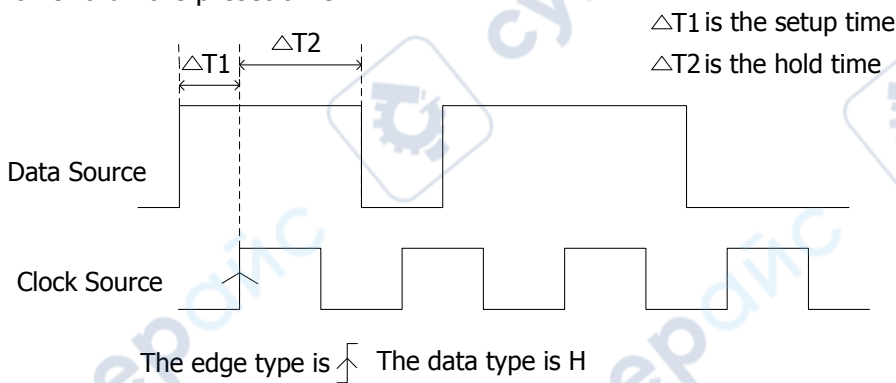 △T1 is the setup time
△T2
△T1
△T2 is the hold time
Data Source
Clock Source
The edge type is The data type is H